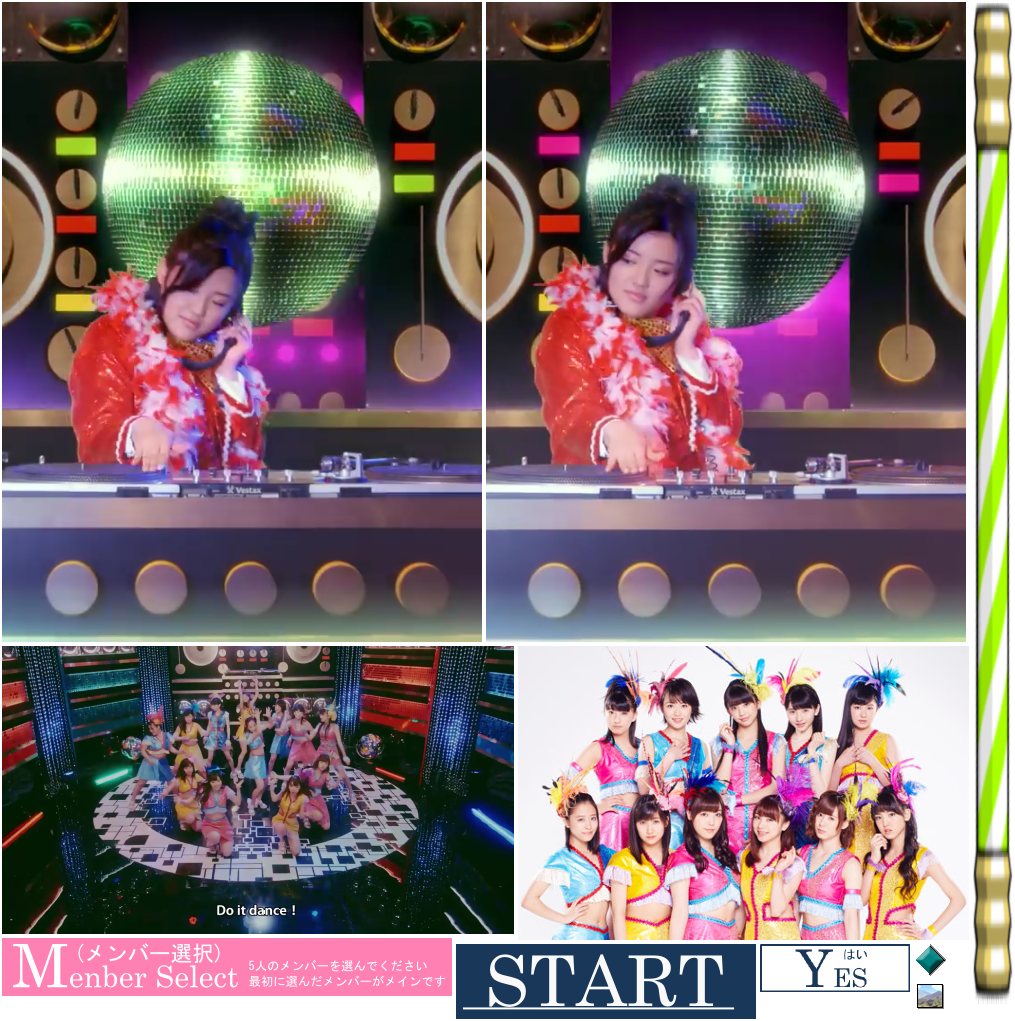 Vestax
Vestax
Do it dance！
（メンバー選択）
Menber Select
5人のメンバーを選んでください
最初に選んだメンバーがメインです
START
はい
YES